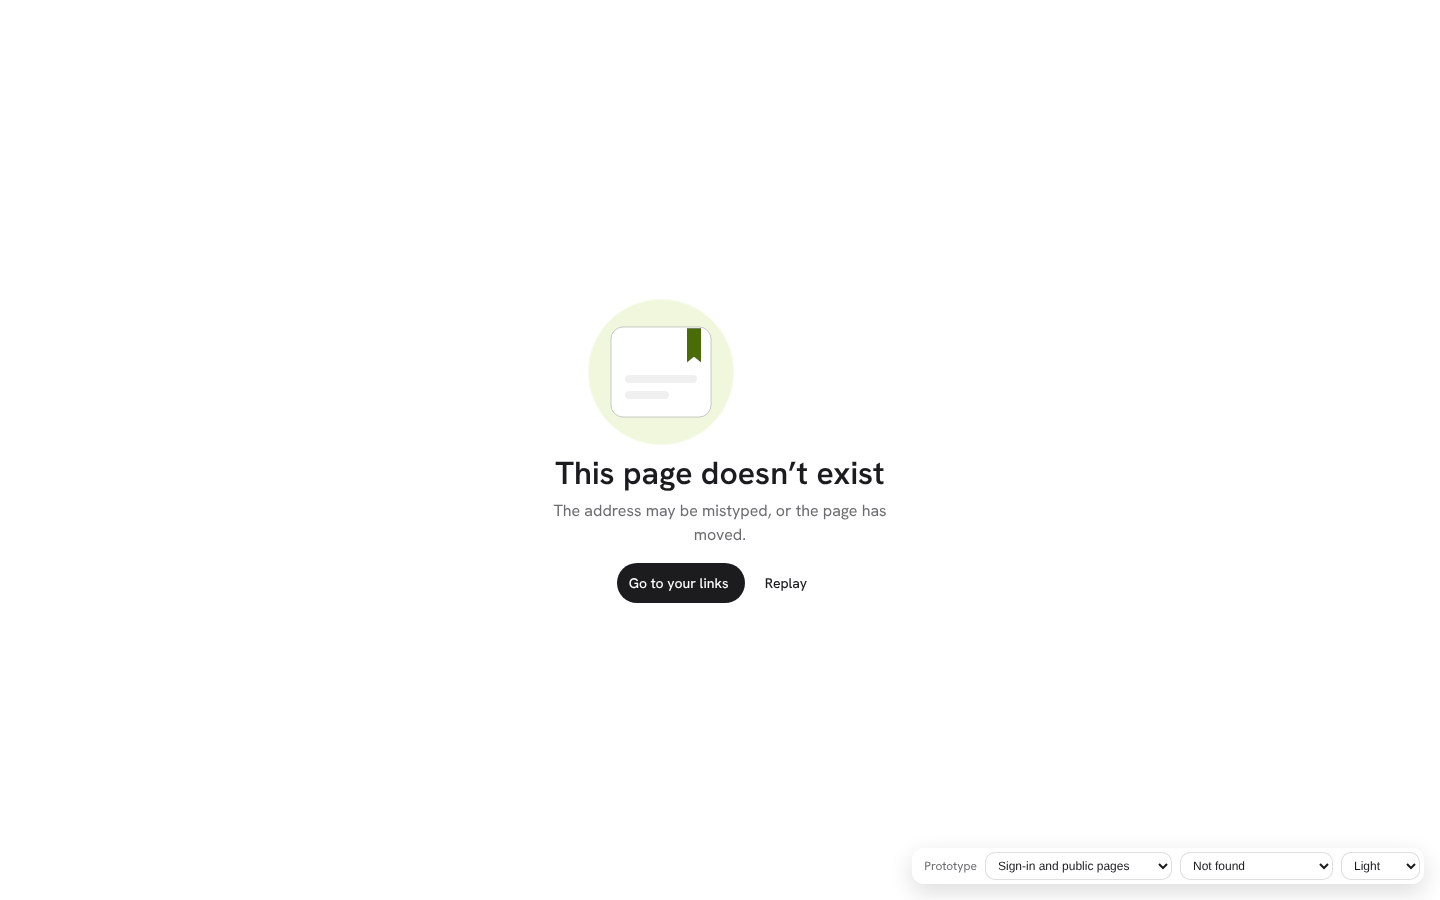 This page doesn’t exist
The address may be mistyped, or the page has
moved.
Go to your links Replay
Prototype Sign-in and public pages Not found Light